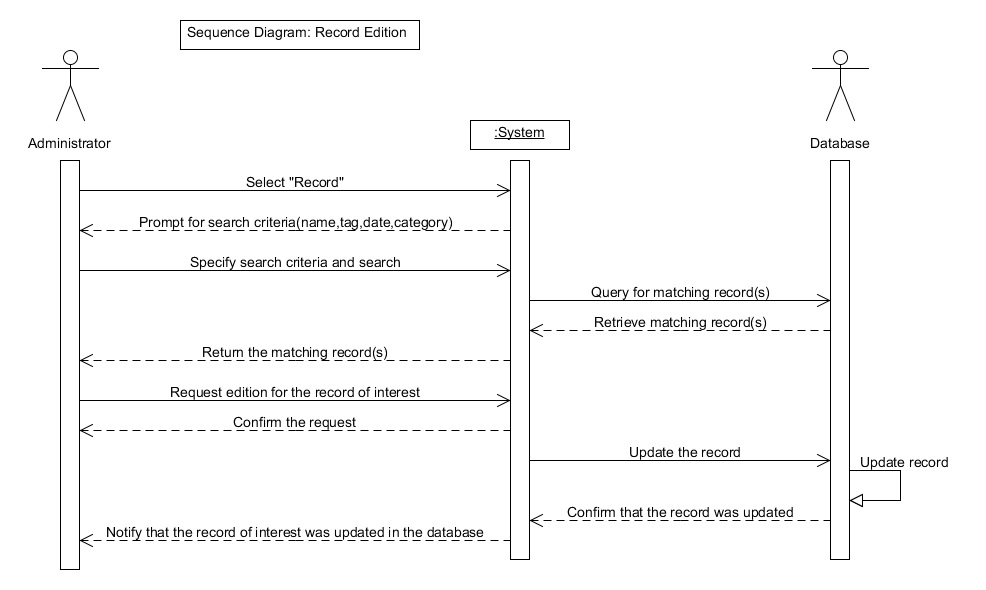 Sequence Diagram: Record Edition
:System
Administrator
Database
Select "Record"
Prompt for search criteria(name,tag,date,category)
Specify search criteria and search
Query for matching record(s)
Retrieve matching record(s)
Return the matching record(s)
Request edition for the record of interest
Confirm the request
Update the record
Update record
Confirm that the record was updated
Notify that the record of interest was updated in the database